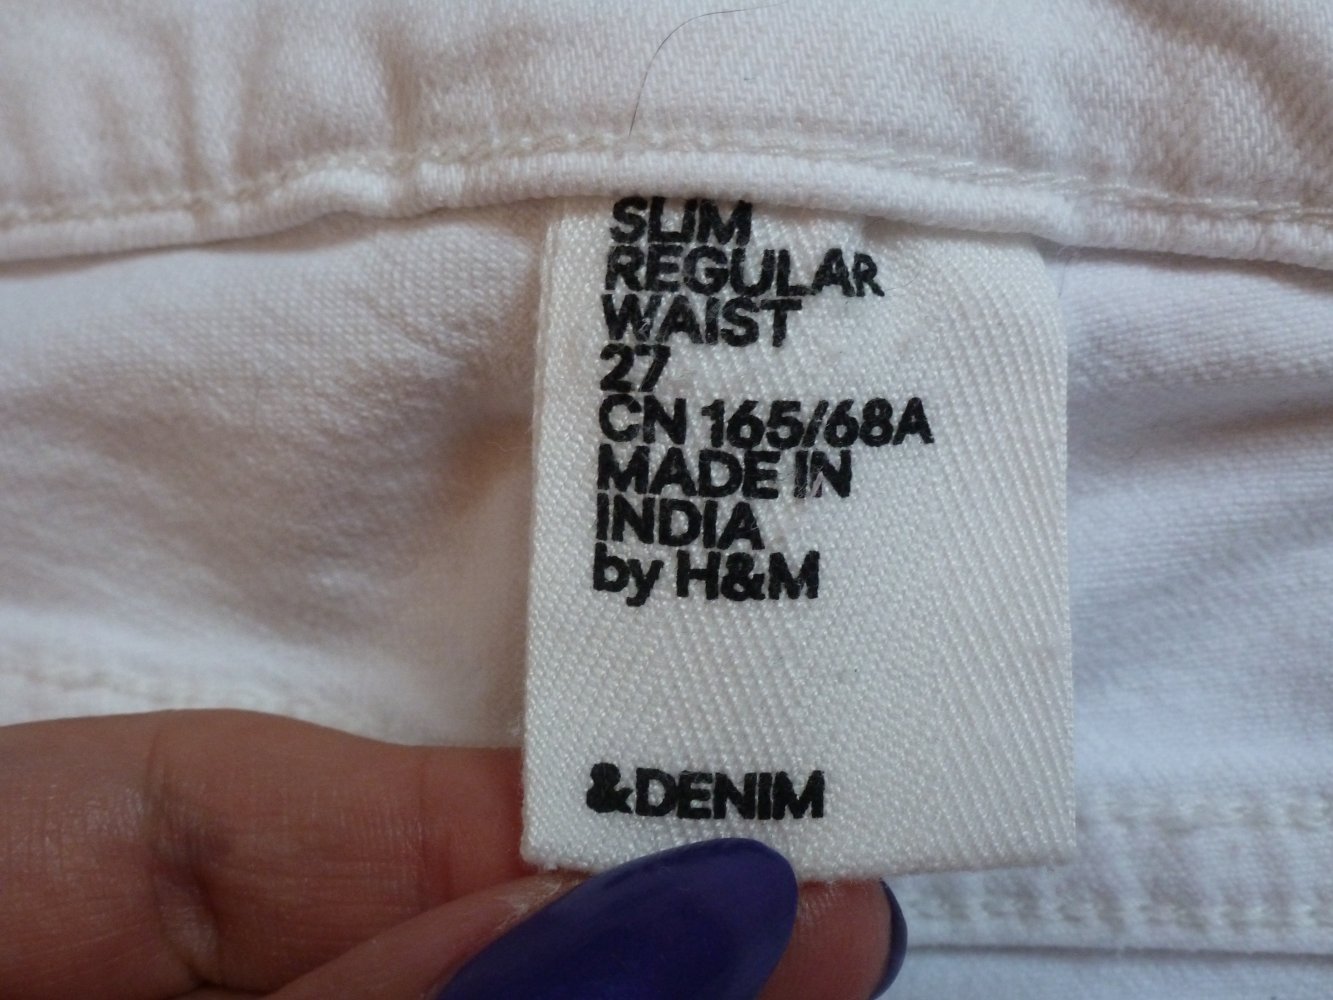 SLIM
REGULAR
WAIST
27
CN 165/68A
MADE IN
INDIA
by H&M
&DENIM